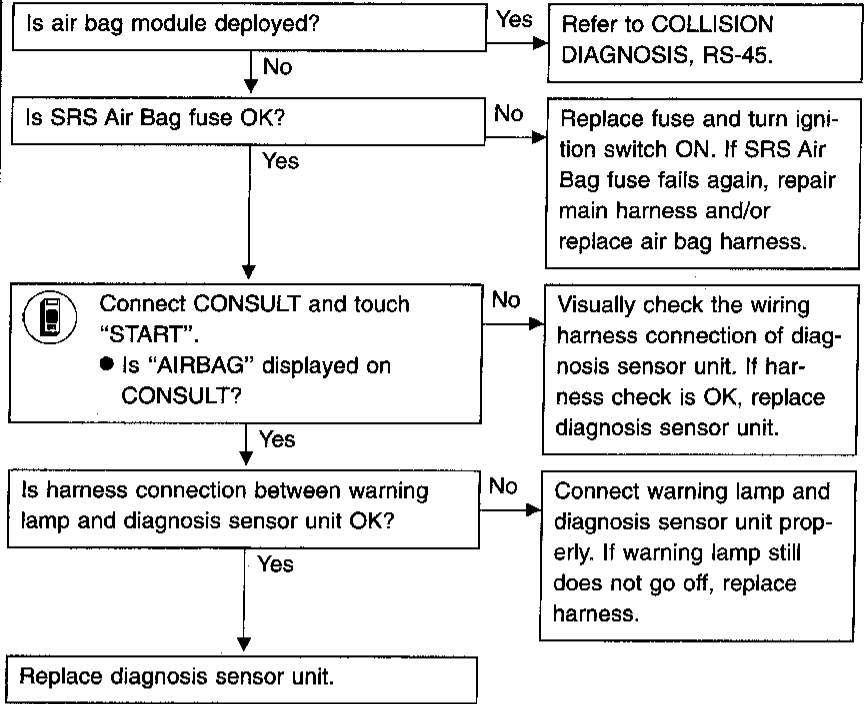 Is air bag module deployed?
Yes
Refer to COLLISION
DIAGNOSIS, RS-45.
No
Is SRS Air Bag fuse OK?
No
Replace fuse and turn igni-
tion switch ON. If SRS Air
Bag fuse fails again, repair
main harness and/or
replace air bag harness.
Yes
Connect CONSULT and touch
“START”.
● Is “AIRBAG” displayed on
CONSULT?
No
Visually check the wiring
harness connection of diag-
nosis sensor unit. If har-
ness check is OK, replace
diagnosis sensor unit.
Yes
Is harness connection between warning
lamp and diagnosis sensor unit OK?
No
Connect warning lamp and
diagnosis sensor unit prop-
erly. If warning lamp still
does not go off, replace
harness.
Yes
Replace diagnosis sensor unit.